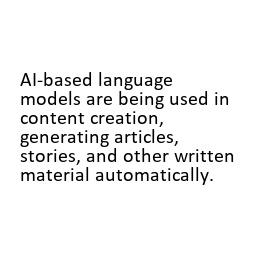 AI-based language
models are being used in
content creation,
generating articles,
stories, and other written
material automatically.